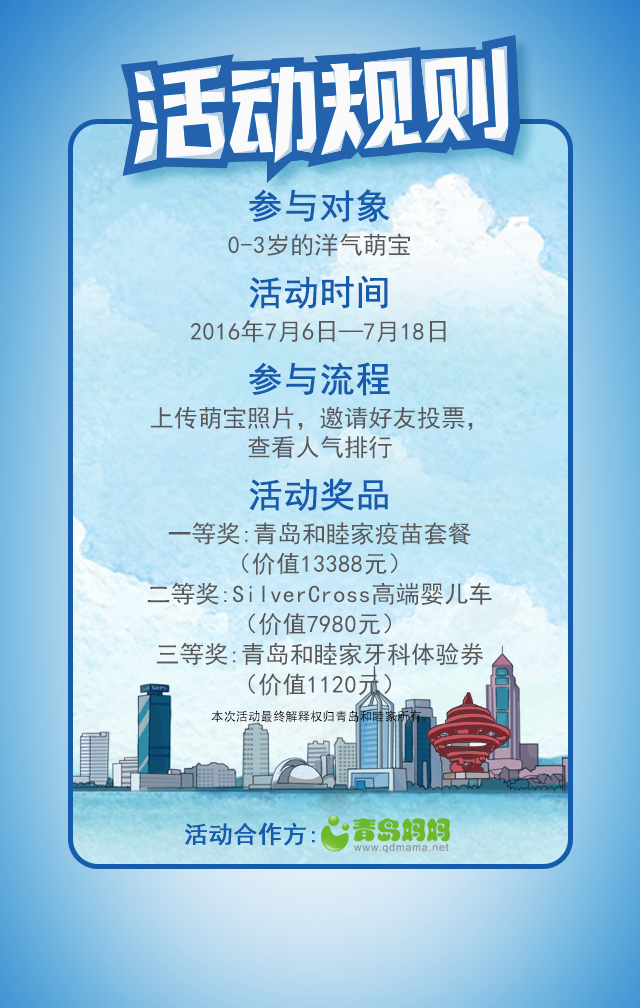 活动规则
参与对象
0-3岁的洋气萌宝
活动时间
2016年7月6日—7月18日
参与流程
上传萌宝照片，邀请好友投票，
查看人气排行
活动奖品
一等奖:青岛和睦家疫苗套餐
（价值13388元）
二等奖:SilverCross高端婴儿车
（价值7980元）
三等奖:青岛和睦家牙科体验券
（价值1120元）
本次活动最终解释权归青岛和睦家所有。
活动合作方:青岛妈妈
www.qdmama.net